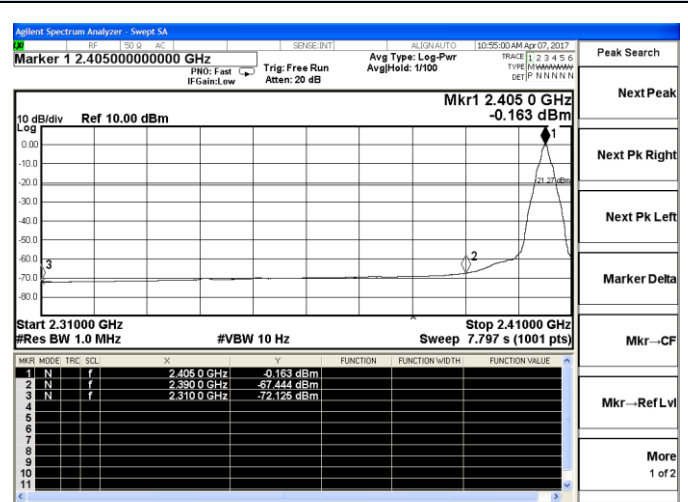 Agilent Spectrum Analyzer - Swept SA
RF 50 Ω AC SENSE:INT ALIGNAUTO 10:55:00 AM Apr 07, 2017
Marker 1 2.405000000000 GHz
PNO: Fast
IFGain:Low
Trig: Free Run
Atten: 20 dB
Avg Type: Log-Pwr
Avg|Hold: 1/100
TRACE 1 2 3 4 5 6
TYPE M WWWWW
DET P N N N N N
Mkr1 2.405 0 GHz
-0.163 dBm
10 dB/div Ref 10.00 dBm
Log
1
0.00
-10.0
-20.0
-21.27 dBm
-30.0
-40.0
-50.0
-60.0
2
3
-70.0
-80.0
Start 2.31000 GHz Stop 2.41000 GHz
#Res BW 1.0 MHz #VBW 10 Hz Sweep 7.797 s (1001 pts)
MKR MODE TRC SCL X Y FUNCTION FUNCTION WIDTH FUNCTION VALUE
1 N f 2.405 0 GHz -0.163 dBm
2 N f 2.390 0 GHz -67.444 dBm
3 N f 2.310 0 GHz -72.125 dBm
4
5
6
7
8
9
10
11
Peak Search
Next Peak
Next Pk Right
Next Pk Left
Marker Delta
Mkr→CF
Mkr→Ref Lvl
More
1 of 2